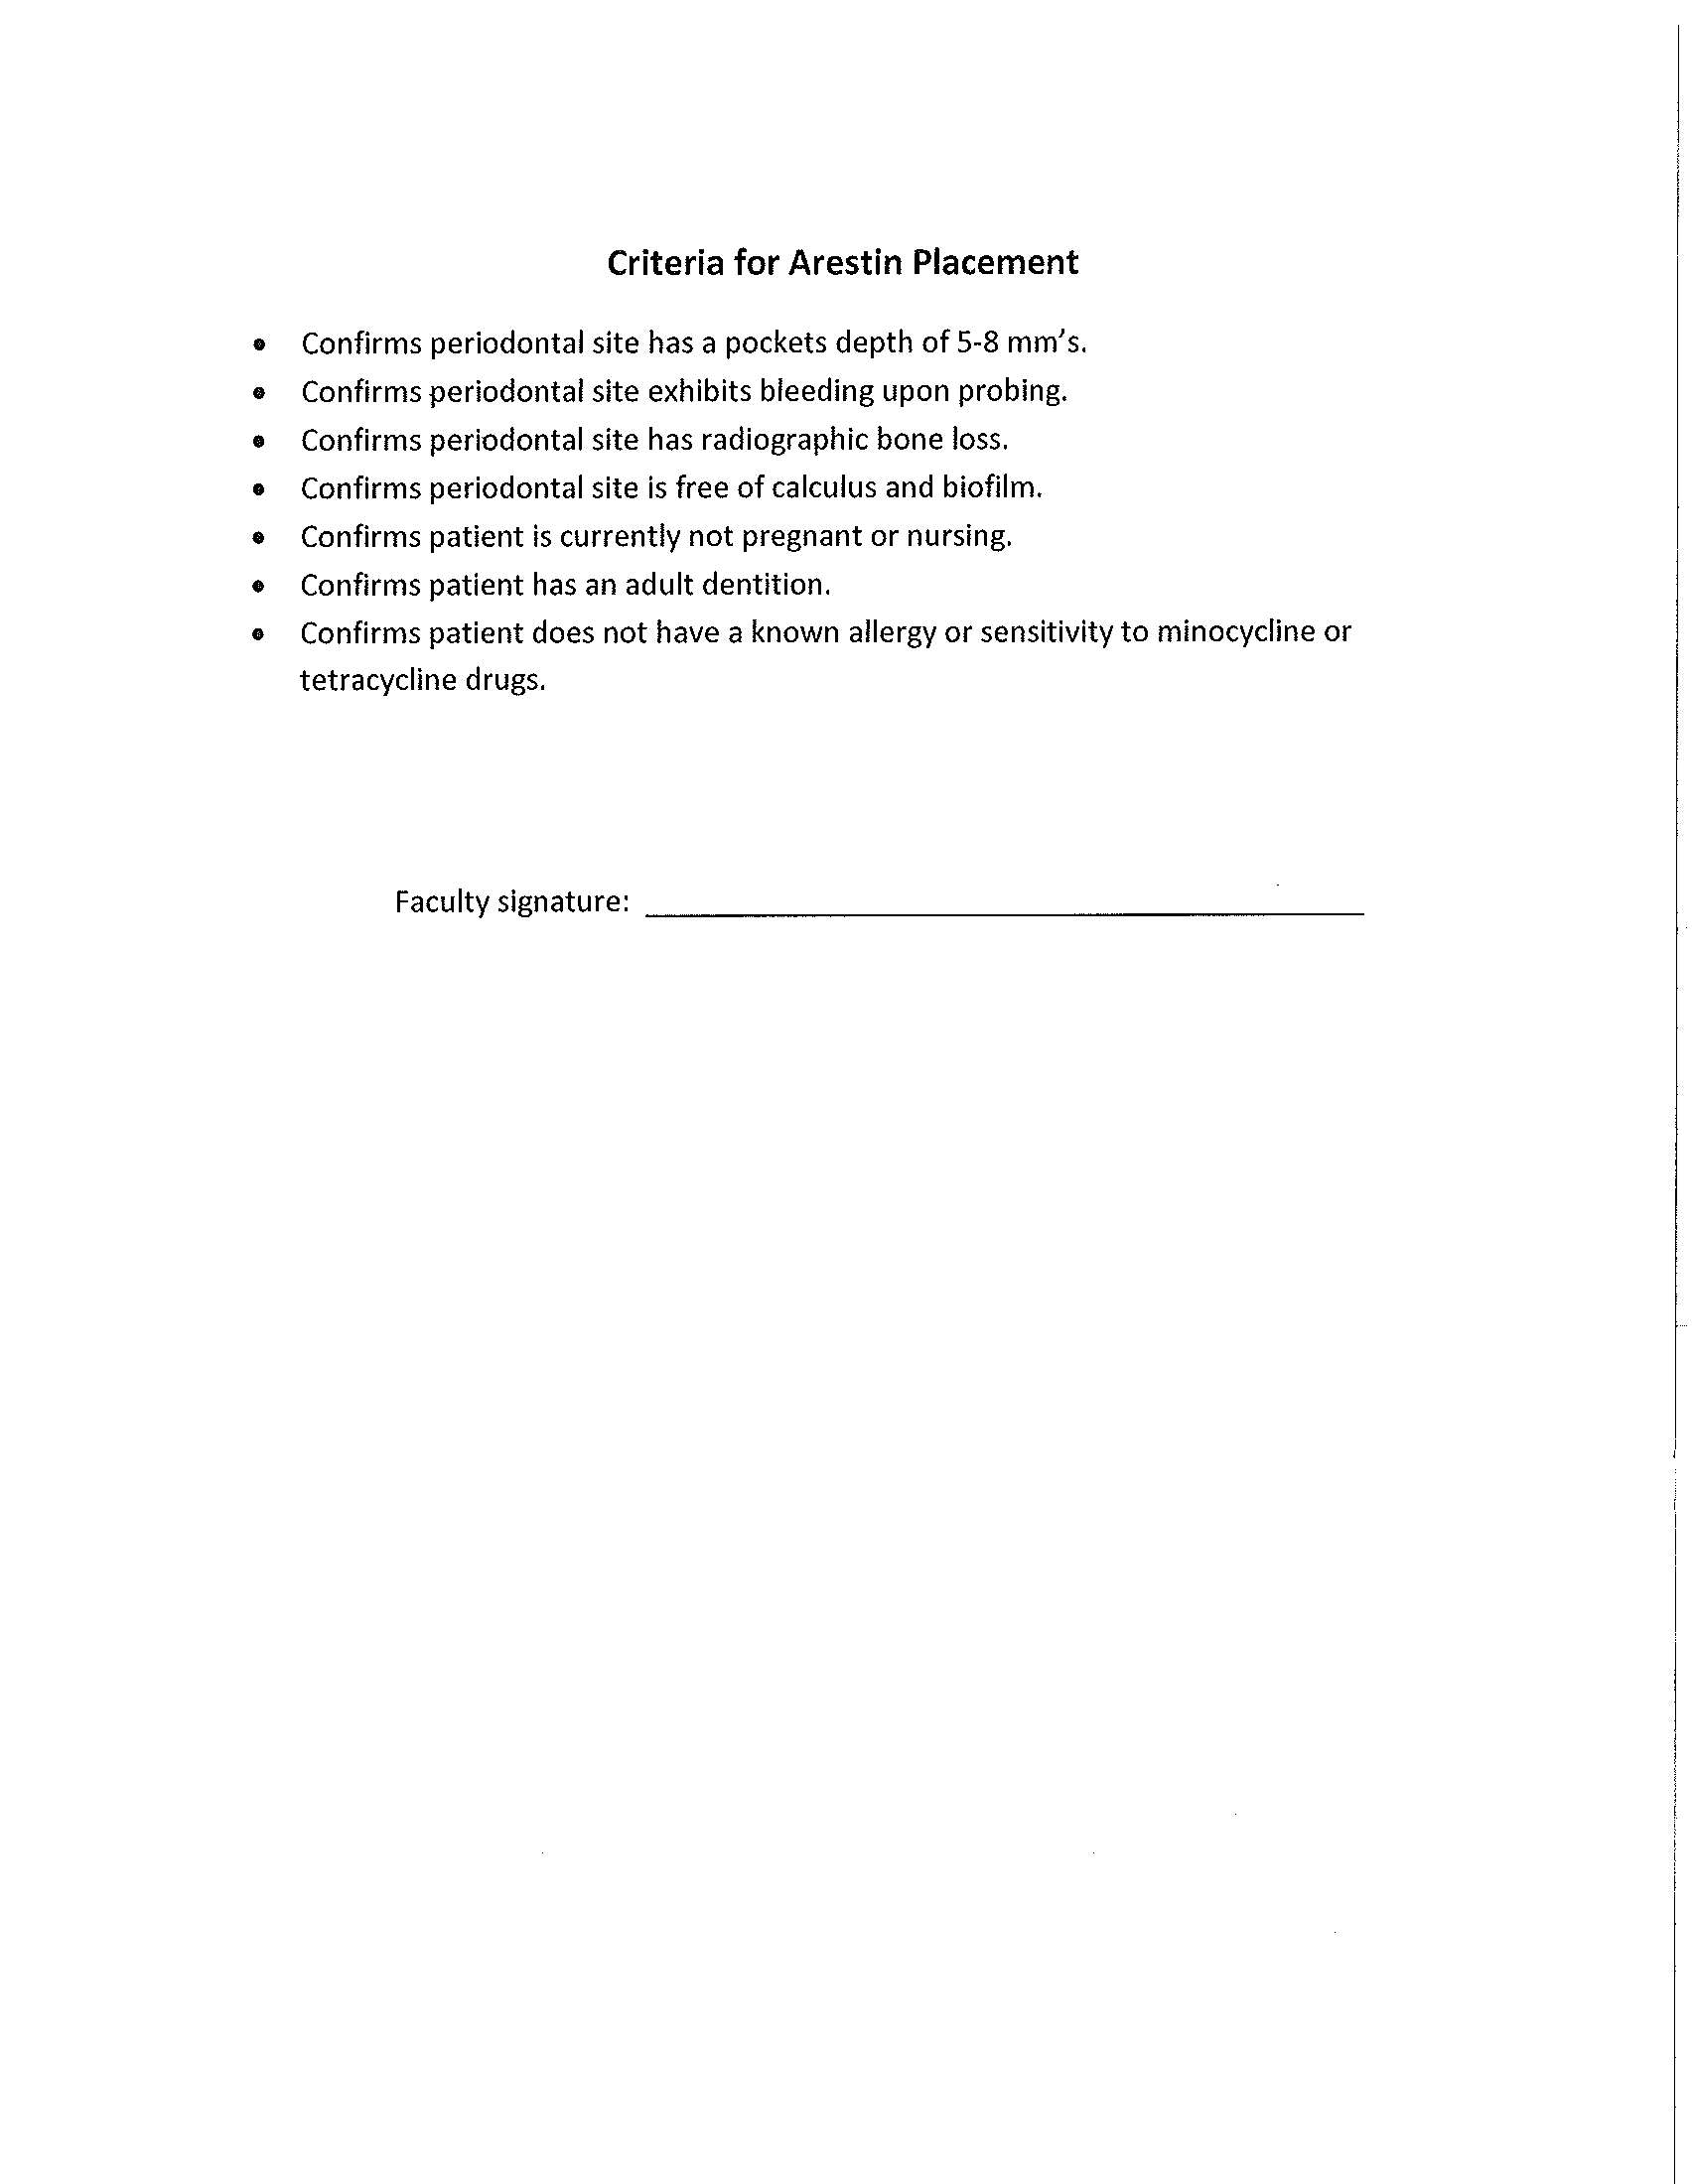 Criteria for Arestin Placement
• Confirms periodontal site has a pockets depth of 5-8 mm's.
• Confirms periodontal site exhibits bleeding upon probing.
• Confirms periodontal site has radiographic bone loss.
• Confirms periodontal site is free of calculus and biofilm.
• Confirms patient is currently not pregnant or nursing.
• Confirms patient has an adult dentition.
• Confirms patient does not have a known allergy or sensitivity to minocycline or
tetracycline drugs.
Faculty signature: